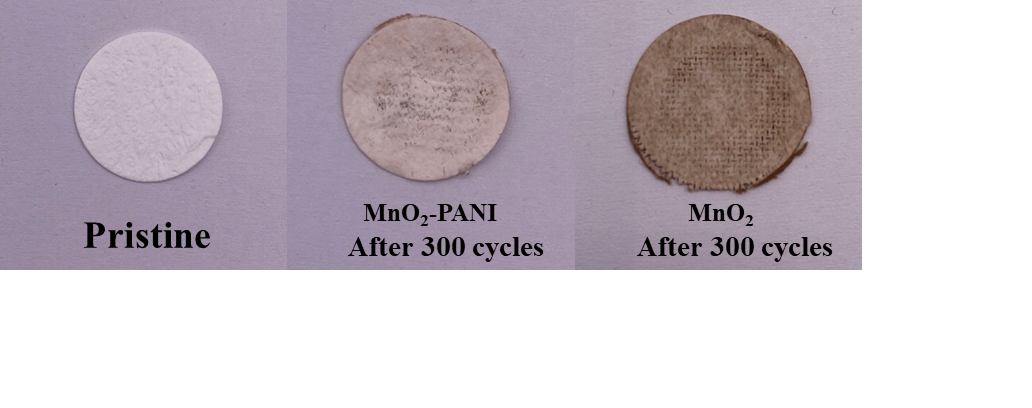 Pristine
MnO₂-PANI
After 300 cycles
MnO₂
After 300 cycles